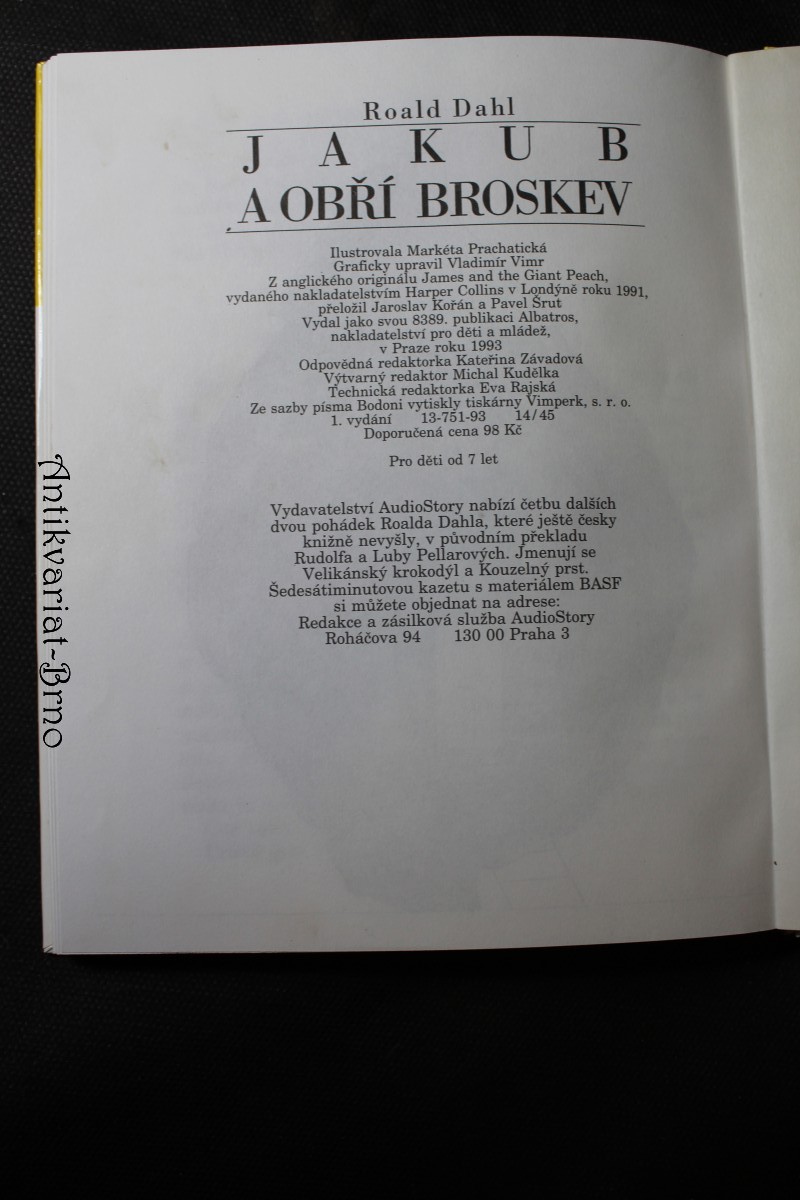 Roald Dahl
JAKUB
A OBŘÍ BROSKEV
Ilustrovala Markéta Prachatická
Graficky upravil Vladimír Vimr
Z anglického originálu James and the Giant Peach,
vydaného nakladatelstvím Harper Collins v Londýně roku 1991,
přeložil Jaroslav Kořán a Pavel Šrut
Vydal jako svou 8389. publikaci Albatros,
nakladatelství pro děti a mládež,
v Praze roku 1993
Odpovědná redaktorka Kateřina Závadová
Výtvarný redaktor Michal Kudělka
Technická redaktorka Eva Rajská
Ze sazby písma Bodoni vytiskly tiskárny Vimperk, s. r. o.
1. vydání 13-751-93 14/45
Doporučená cena 98 Kč
Pro děti od 7 let
Vydavatelství AudioStory nabízí četbu dalších
dvou pohádek Roalda Dahla, které ještě česky
knižně nevyšly, v původním překladu
Rudolfa a Luby Pellarových. Jmenují se
Velikánský krokodýl a Kouzelný prst.
Šedesátiminutovou kazetu s materiálem BASF
si můžete objednat na adrese:
Redakce a zásilková služba AudioStory
Roháčova 94 130 00 Praha 3
Antikvariat-Brno